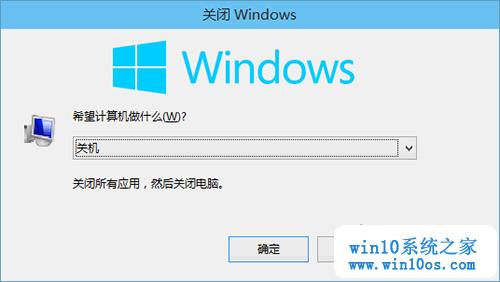 关闭 Windows
Windows
希望计算机做什么(W)?
关机
关闭所有应用，然后关闭电脑。
确定
win10系统之家
www.win10os.com